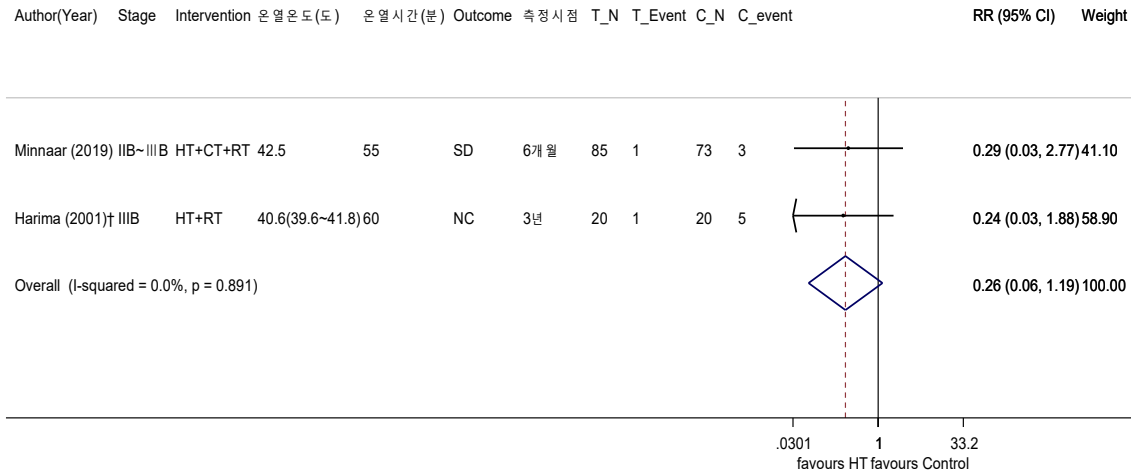 Author(Year) Stage Intervention 온열온도(도) 온열시간(분) Outcome 측정시점 T_N T_Event C_N C_event RR (95% CI) Weight
Minnaar (2019) IIB~ⅢB HT+CT+RT 42.5 55 SD 6개월 85 1 73 3 0.29 (0.03, 2.77) 41.10
Harima (2001)† IIIB HT+RT 40.6(39.6~41.8) 60 NC 3년 20 1 20 5 0.24 (0.03, 1.88) 58.90
Overall (I-squared = 0.0%, p = 0.891) 0.26 (0.06, 1.19) 100.00
.0301 1 33.2
favours HT favours Control